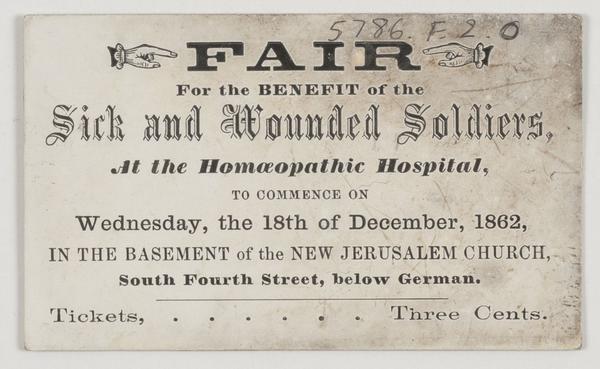 5786. F. 2. O
FAIR
For the BENEFIT of the
Sick and Wounded Soldiers,
At the Homœopathic Hospital,
TO COMMENCE ON
Wednesday, the 18th of December, 1862,
IN THE BASEMENT of the NEW JERUSALEM CHURCH,
South Fourth Street, below German.
Tickets, . . . . . . Three Cents.